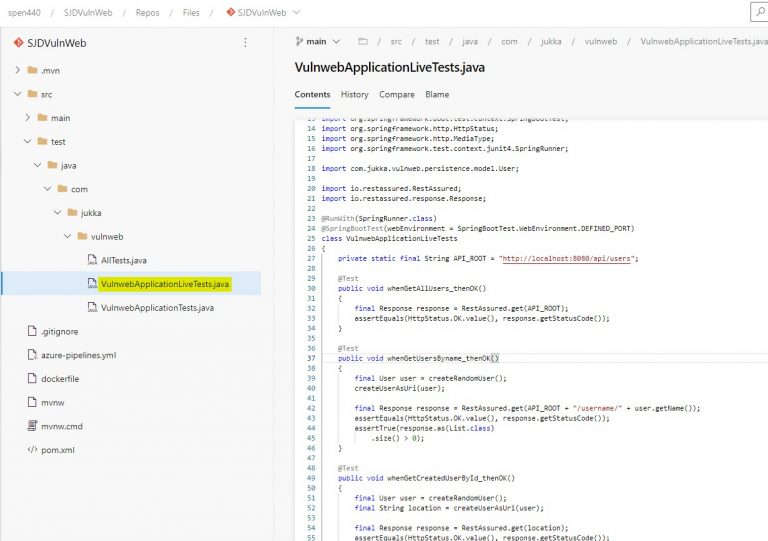 spen440 / SJDVulnWeb / Repos / Files / SJDVulnWeb
SJDVulnWeb
.mvn
src
main
test
java
com
jukka
vulnweb
AllTests.java
VulnwebApplicationLiveTests.java
VulnwebApplicationTests.java
.gitignore
azure-pipelines.yml
dockerfile
mvnw
mvnw.cmd
pom.xml
main / src / test / java / com / jukka / vulnweb / VulnwebApplicationLiveTests.java
VulnwebApplicationLiveTests.java
Contents History Compare Blame
13 import org.springframework.boot.test.context.SpringBootTest;
14 import org.springframework.http.HttpStatus;
15 import org.springframework.http.MediaType;
16 import org.springframework.test.context.junit4.SpringRunner;
17
18 import com.jukka.vulnweb.persistence.model.User;
19
20 import io.restassured.RestAssured;
21 import io.restassured.response.Response;
22
23 @RunWith(SpringRunner.class)
24 @SpringBootTest(webEnvironment = SpringBootTest.WebEnvironment.DEFINED_PORT)
25 class VulnwebApplicationLiveTests
26 {
27 private static final String API_ROOT = "http://localhost:8080/api/users";
28
29 @Test
30 public void whenGetAllUsers_thenOK()
31 {
32 final Response response = RestAssured.get(API_ROOT);
33 assertEquals(HttpStatus.OK.value(), response.getStatusCode());
34 }
35
36 @Test
37 public void whenGetUsersByname_thenOK()
38 {
39 final User user = createRandomUser();
40 createUserAsUri(user);
41
42 final Response response = RestAssured.get(API_ROOT + "/username/" + user.getName());
43 assertEquals(HttpStatus.OK.value(), response.getStatusCode());
44 assertTrue(response.as(List.class)
45 .size() > 0);
46 }
47
48 @Test
49 public void whenGetCreatedUserById_thenOK()
50 {
51 final User user = createRandomUser();
52 final String location = createUserAsUri(user);
53
54 final Response response = RestAssured.get(location);
55 assertEquals(HttpStatus.OK.value(), response.getStatusCode());